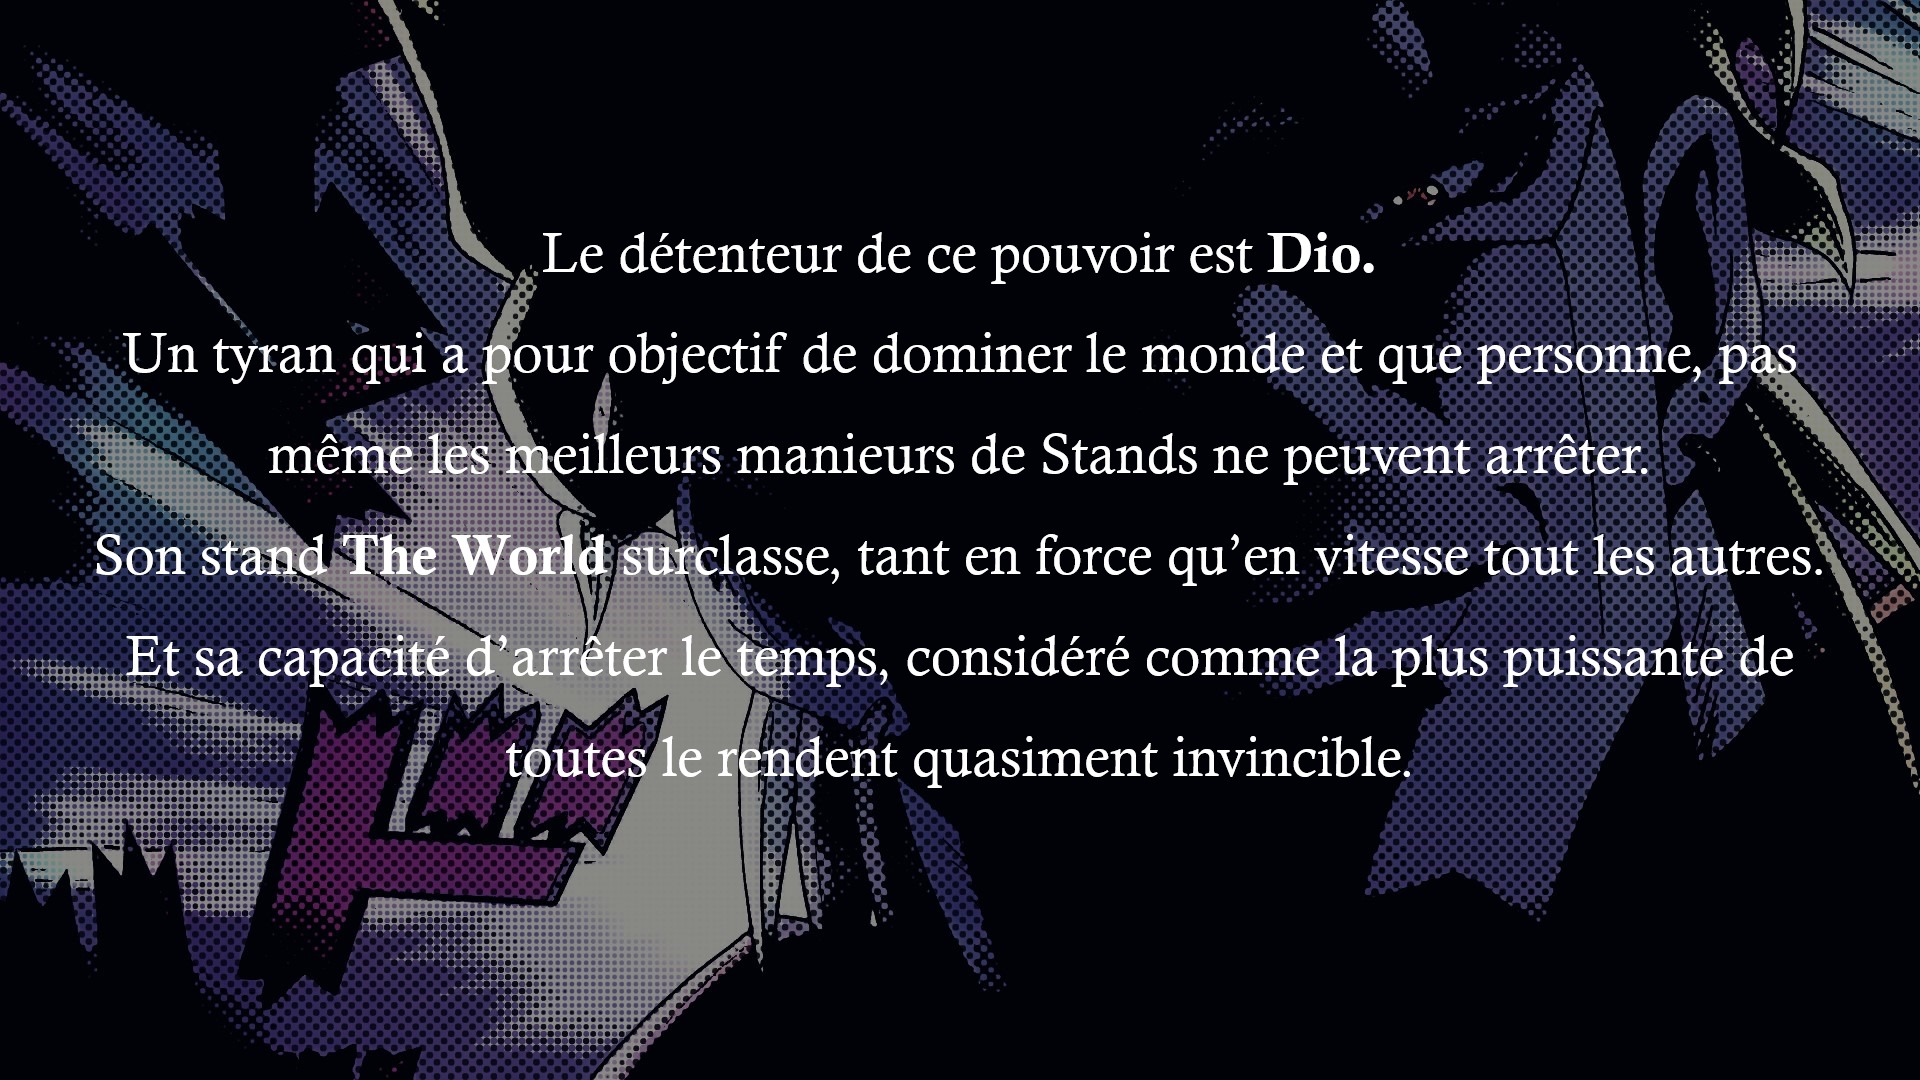 Le détenteur de ce pouvoir est Dio.
Un tyran qui a pour objectif de dominer le monde et que personne, pas
même les meilleurs manieurs de Stands ne peuvent arrêter.
Son stand The World surclasse, tant en force qu’en vitesse tout les autres.
Et sa capacité d’arrêter le temps, considéré comme la plus puissante de
toutes le rendent quasiment invincible.